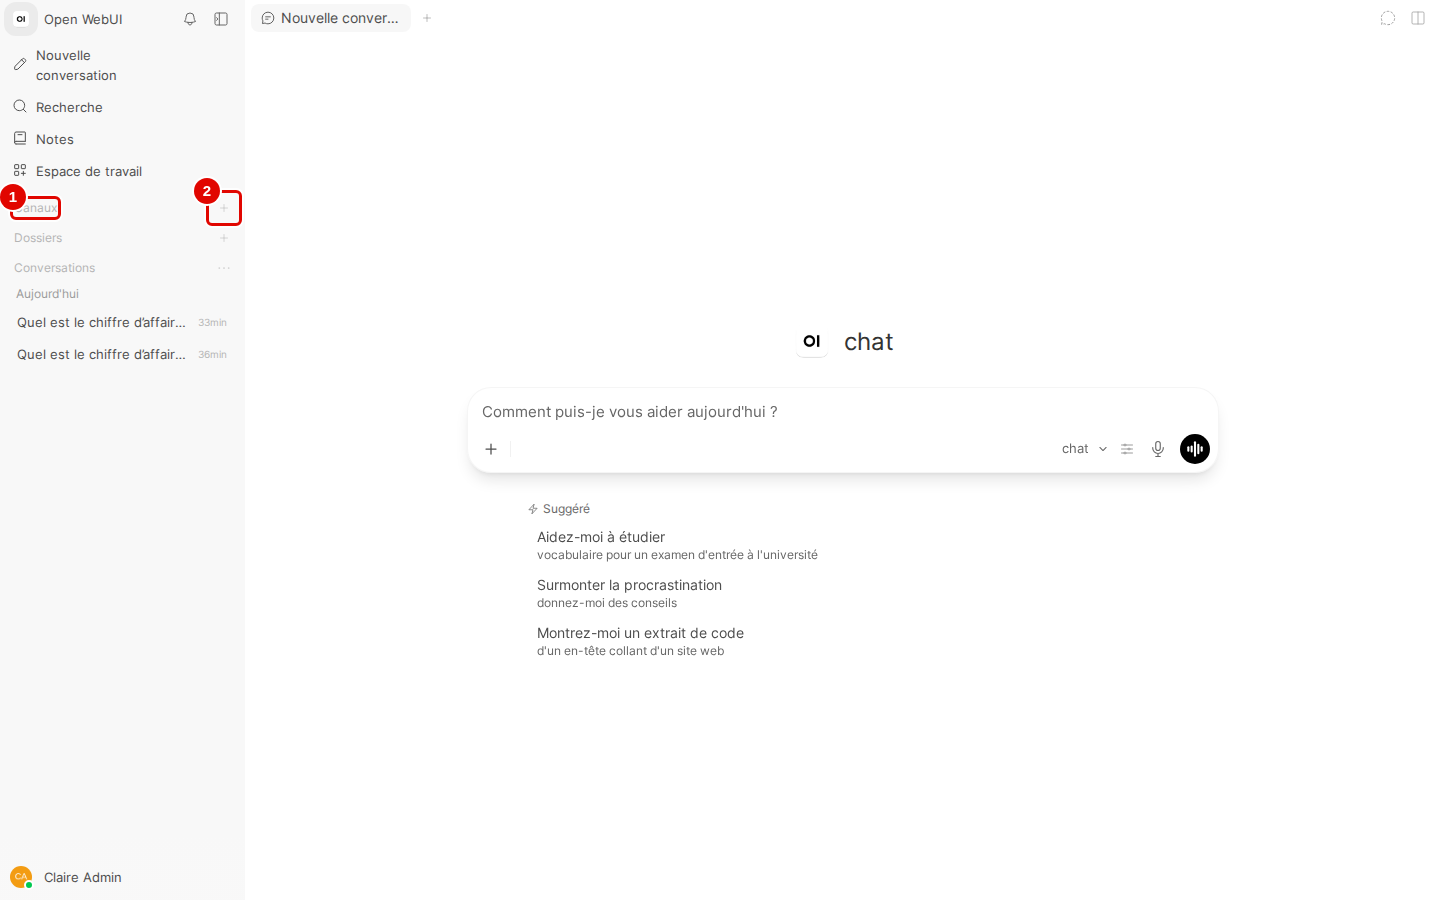 OI Open WebUI
Nouvelle conver...
Nouvelle
conversation
Recherche
Notes
Espace de travail
1
2
Canaux
Dossiers
Conversations
Aujourd'hui
Quel est le chiffre d'affair... 33min
Quel est le chiffre d'affair... 36min
OI chat
Comment puis-je vous aider aujourd'hui ?
chat
Suggéré
Aidez-moi à étudier
vocabulaire pour un examen d'entrée à l'université
Surmonter la procrastination
donnez-moi des conseils
Montrez-moi un extrait de code
d'un en-tête collant d'un site web
CA Claire Admin